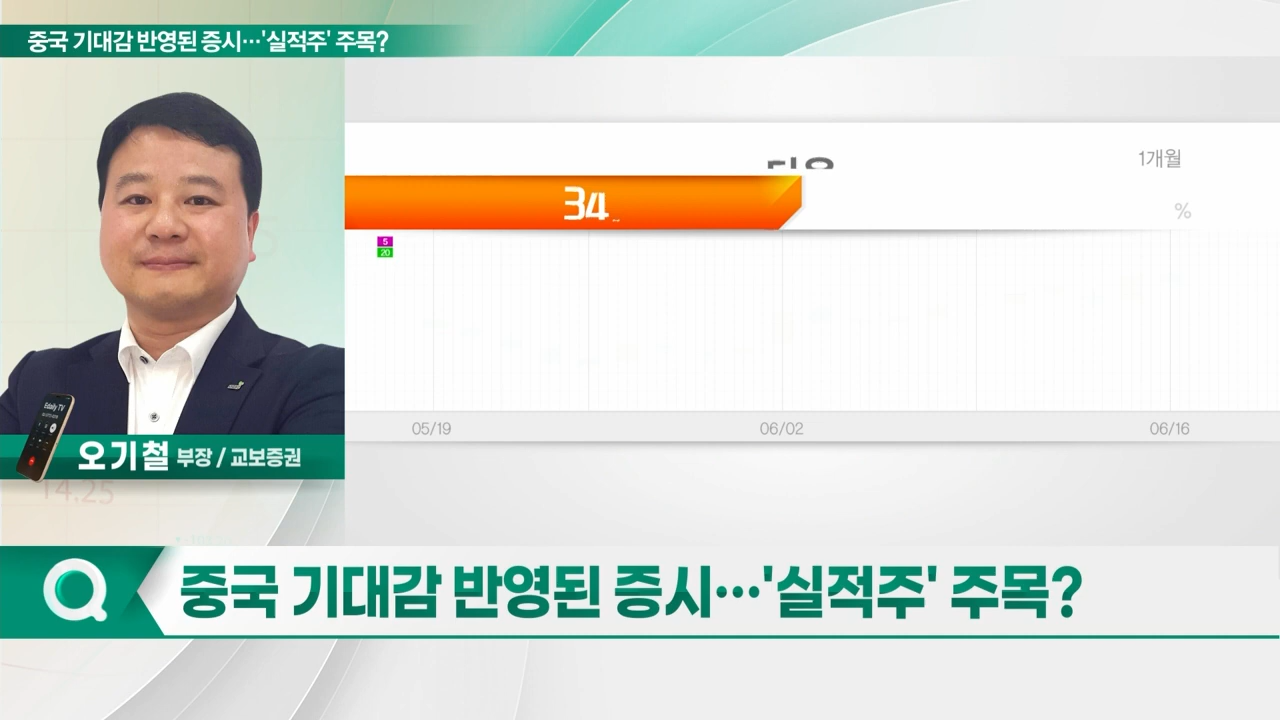 중국 기대감 반영된 증시…'실적주' 주목?
1개월
34
%
5
20
05/19
06/02
06/16
Edaily TV
오기철 부장 / 교보증권
14.25
중국 기대감 반영된 증시…'실적주' 주목?